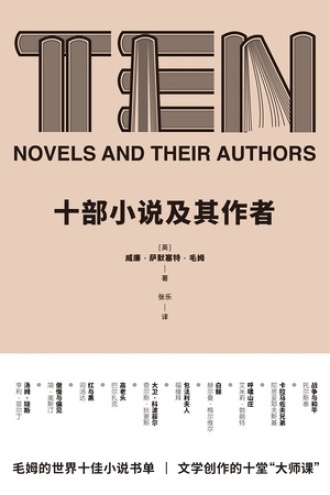 TEN
NOVELS AND THEIR AUTHORS
十部小说及其作者
[英]
威廉·萨默塞特·毛姆
著
张乐
译
战争与和平
托尔斯泰
卡拉马佐夫兄弟
陀思妥耶夫斯基
呼啸山庄
艾米莉·勃朗特
白鲸
赫尔曼·梅尔维尔
包法利夫人
福楼拜
大卫·科波菲尔
查尔斯·狄更斯
高老头
巴尔扎克
红与黑
司汤达
傲慢与偏见
简·奥斯汀
汤姆·琼斯
亨利·菲尔丁
毛姆的世界十佳小说书单 | 文学创作的十堂“大师课”